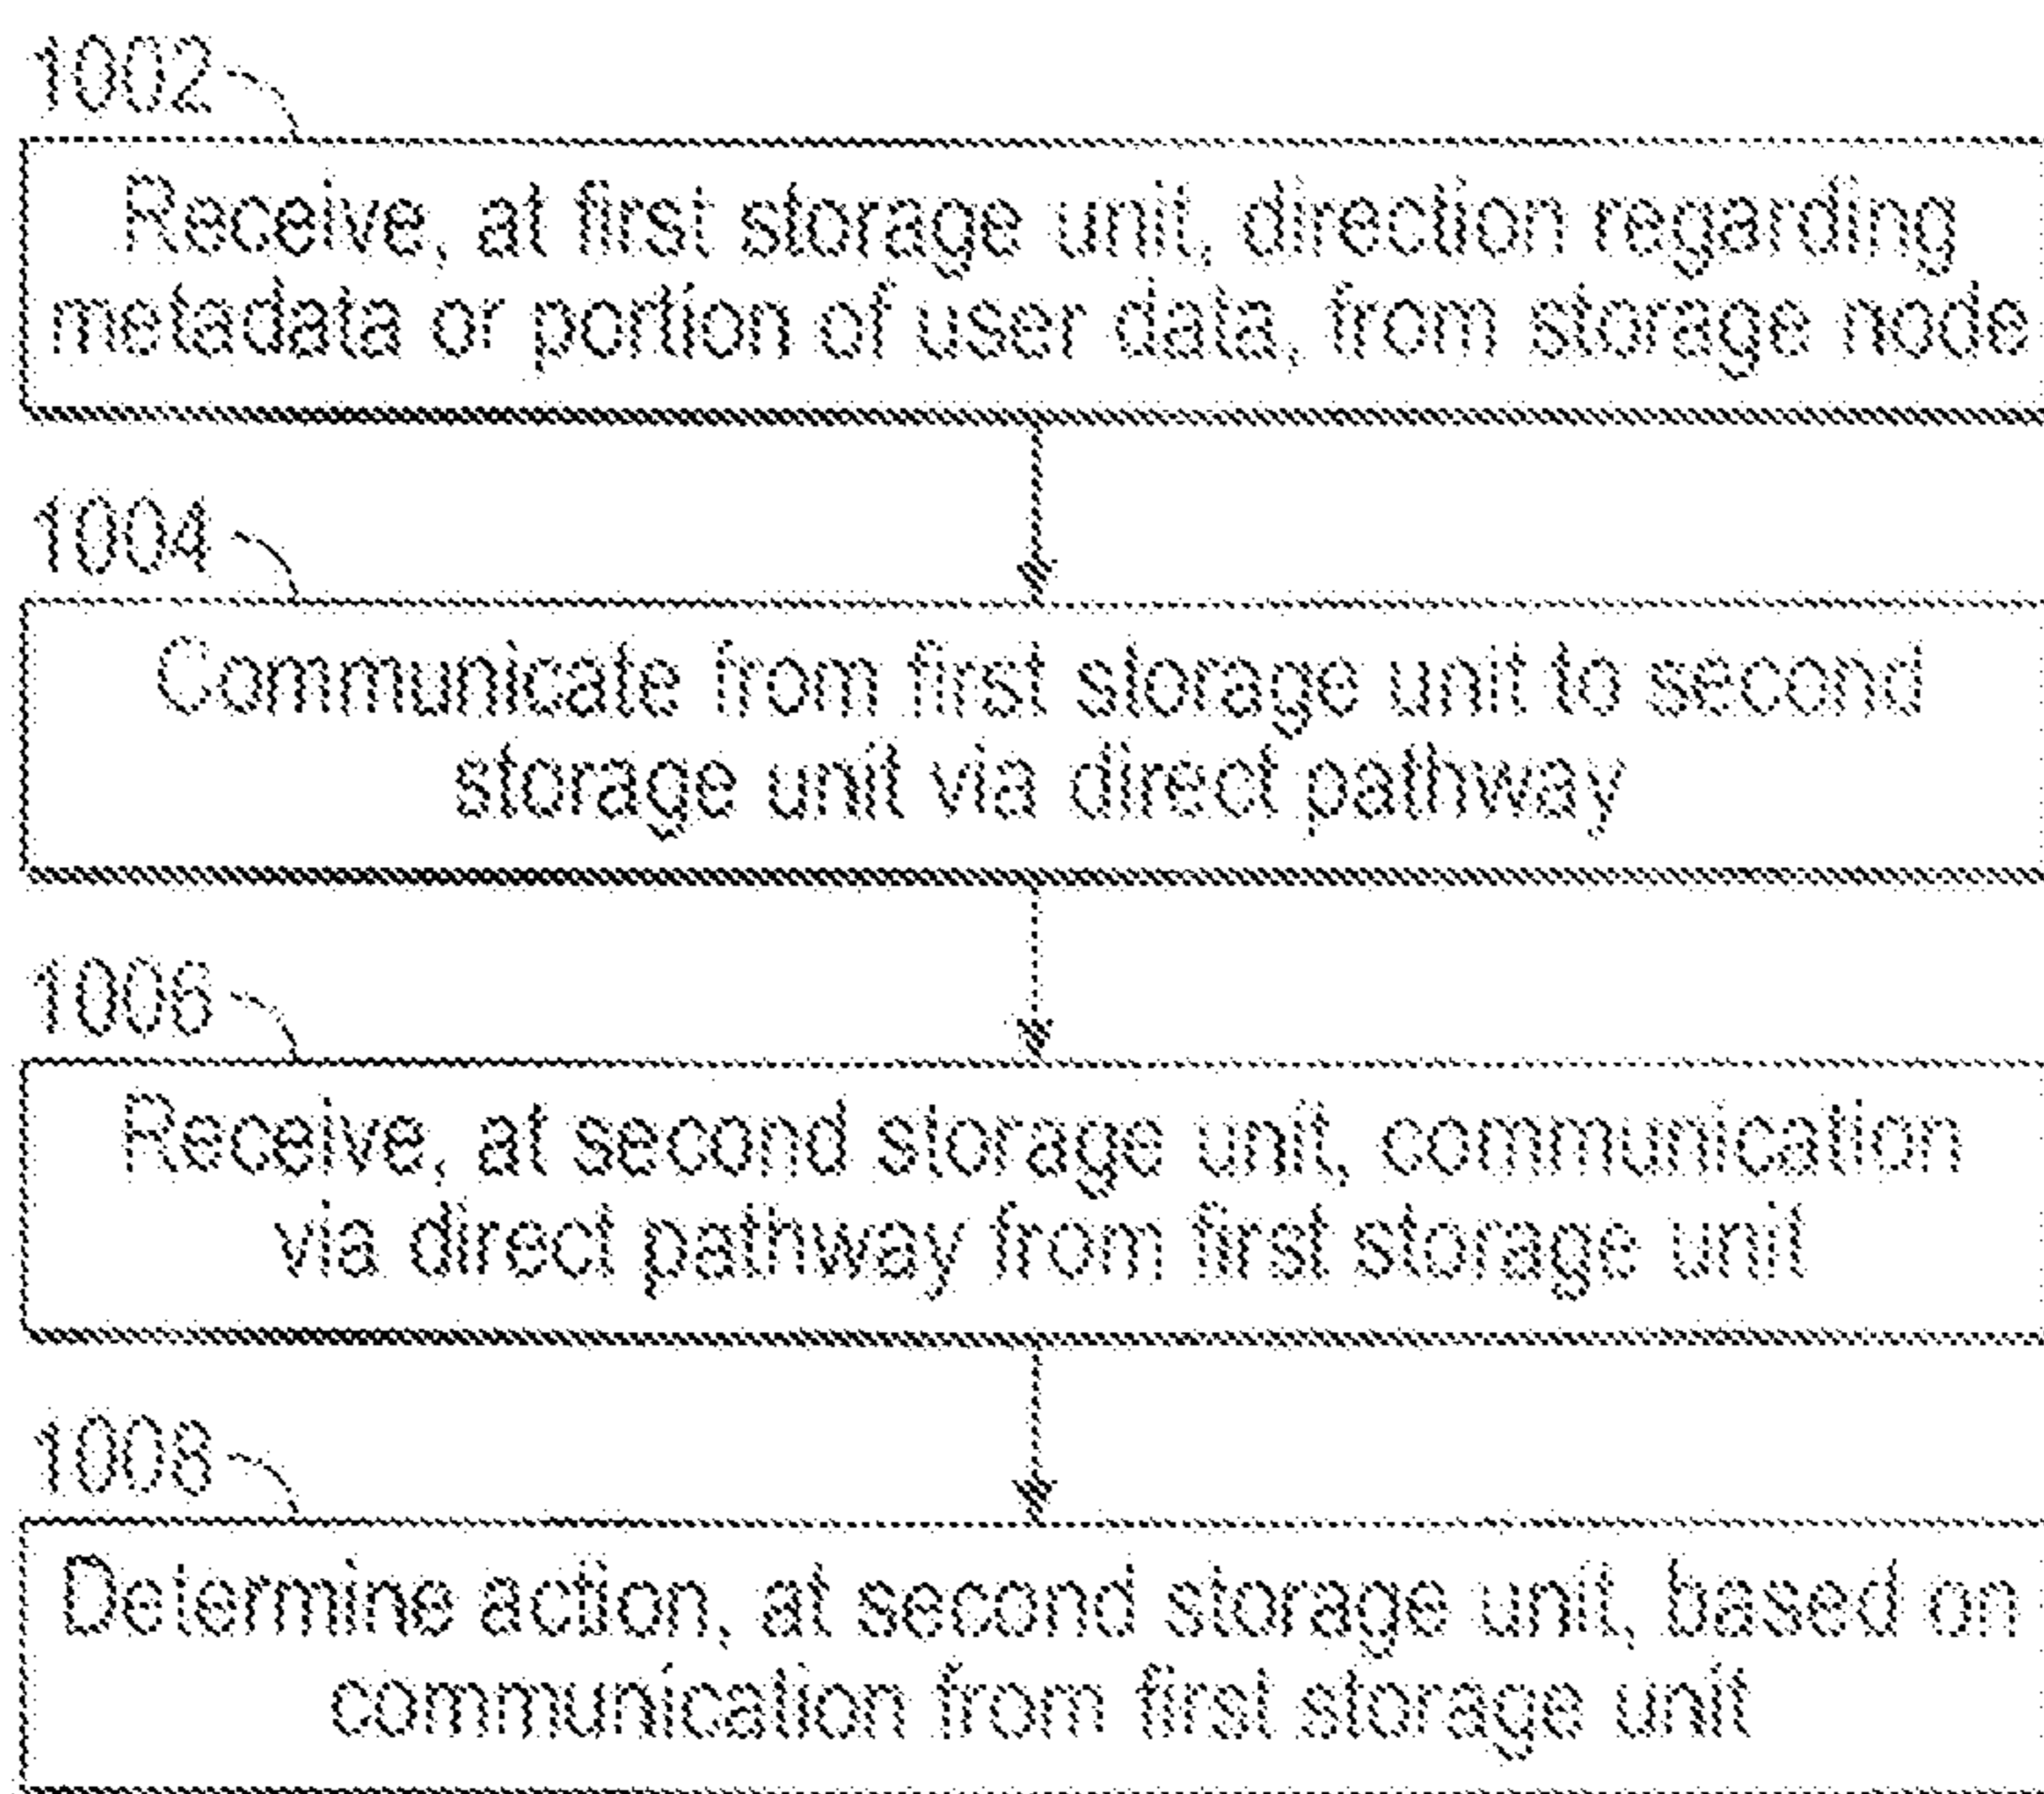 1002
Receive, at first storage unit, direction regarding
metadata or portion of user data, from storage node
1004
Communicate from first storage unit to second
storage unit via direct pathway
1006
Receive, at second storage unit, communication
via direct pathway from first storage unit
1008
Determine action, at second storage unit, based on
communication from first storage unit